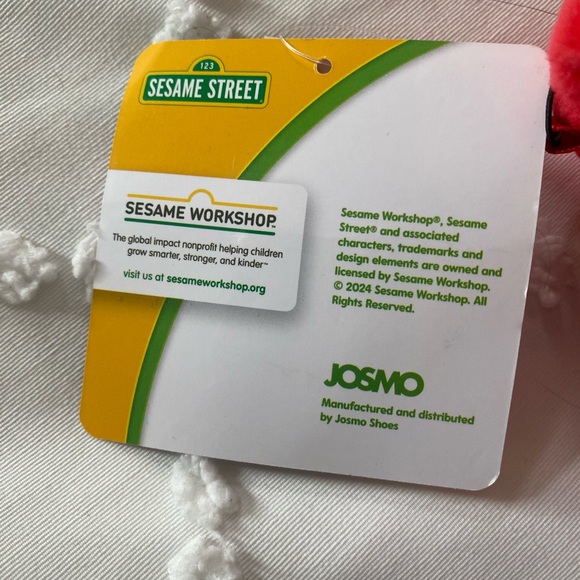 123
SESAME STREET
SESAME WORKSHOP™
The global impact nonprofit helping children
grow smarter, stronger, and kinder™
visit us at sesameworkshop.org
Sesame Workshop®, Sesame
Street® and associated
characters, trademarks and
design elements are owned and
licensed by Sesame Workshop.
© 2024 Sesame Workshop. All
Rights Reserved.
JOSMO
Manufactured and distributed
by Josmo Shoes